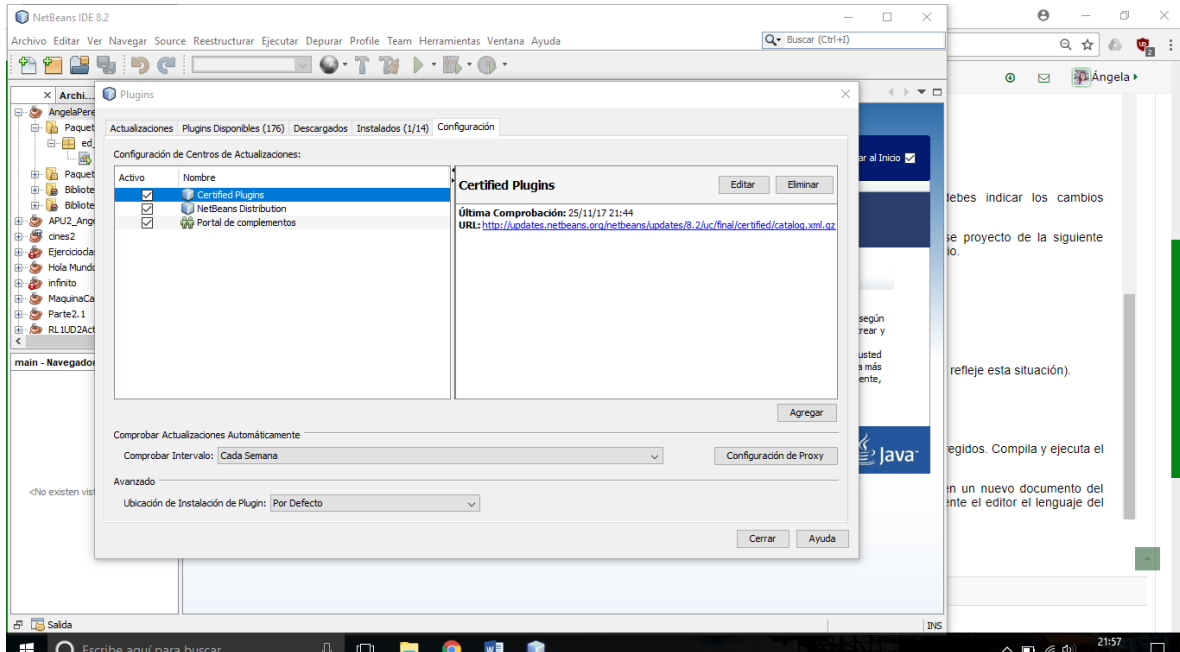 NetBeans IDE 8.2
Archivo Editar Ver Navegar Source Reestructurar Ejecutar Depurar Profile Team Herramientas Ventana Ayuda
Buscar (Ctrl+I)
Archi...
AngelaPere
Paquet
ed_
Paquet
Bibliote
Bibliote
APU2_Ange
cines2
Ejerciciodad
Hola Mundo
infinito
MaquinaCa
Parte2.1
RL1UD2Act
main - Navegador
<No existen vist
Plugins
Actualizaciones Plugins Disponibles (176) Descargados Instalados (1/14) Configuración
Configuración de Centros de Actualizaciones:
Activo Nombre
Certified Plugins
NetBeans Distribution
Portal de complementos
Certified Plugins
Editar Eliminar
Última Comprobación: 25/11/17 21:44
URL: http://updates.netbeans.org/netbeans/updates/8.2/uc/final/certified/catalog.xml.gz
Agregar
Comprobar Actualizaciones Automáticamente
Comprobar Intervalo: Cada Semana
Configuración de Proxy
Avanzado
Ubicación de Instalación de Plugin: Por Defecto
Cerrar Ayuda
ar al Inicio
según
crear y
usted
a más
ente,
Java
Salida
INS
2
Ángela
debes indicar los cambios
se proyecto de la siguiente
io.
refleje esta situación).
egidos. Compila y ejecuta el
en un nuevo documento del
ente el editor el lenguaje del
Escribe aquí para buscar
21:57